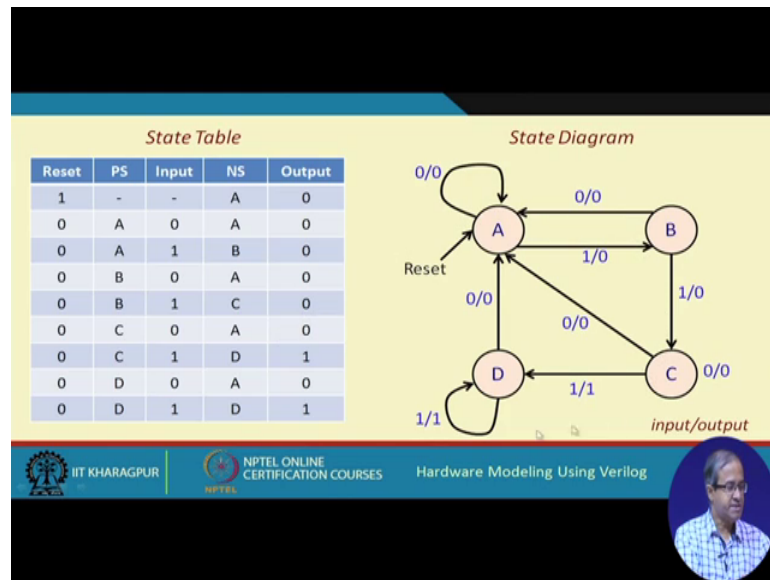 State Table
Reset PS Input NS Output
1 - - A 0
0 A 0 A 0
0 A 1 B 0
0 B 0 A 0
0 B 1 C 0
0 C 0 A 0
0 C 1 D 1
0 D 0 A 0
0 D 1 D 1
State Diagram
0/0
0/0
A
B
1/0
Reset
0/0
1/0
0/0
D
C
0/0
1/1
1/1
input/output
IIT KHARAGPUR
NPTEL
NPTEL ONLINE
CERTIFICATION COURSES
Hardware Modeling Using Verilog